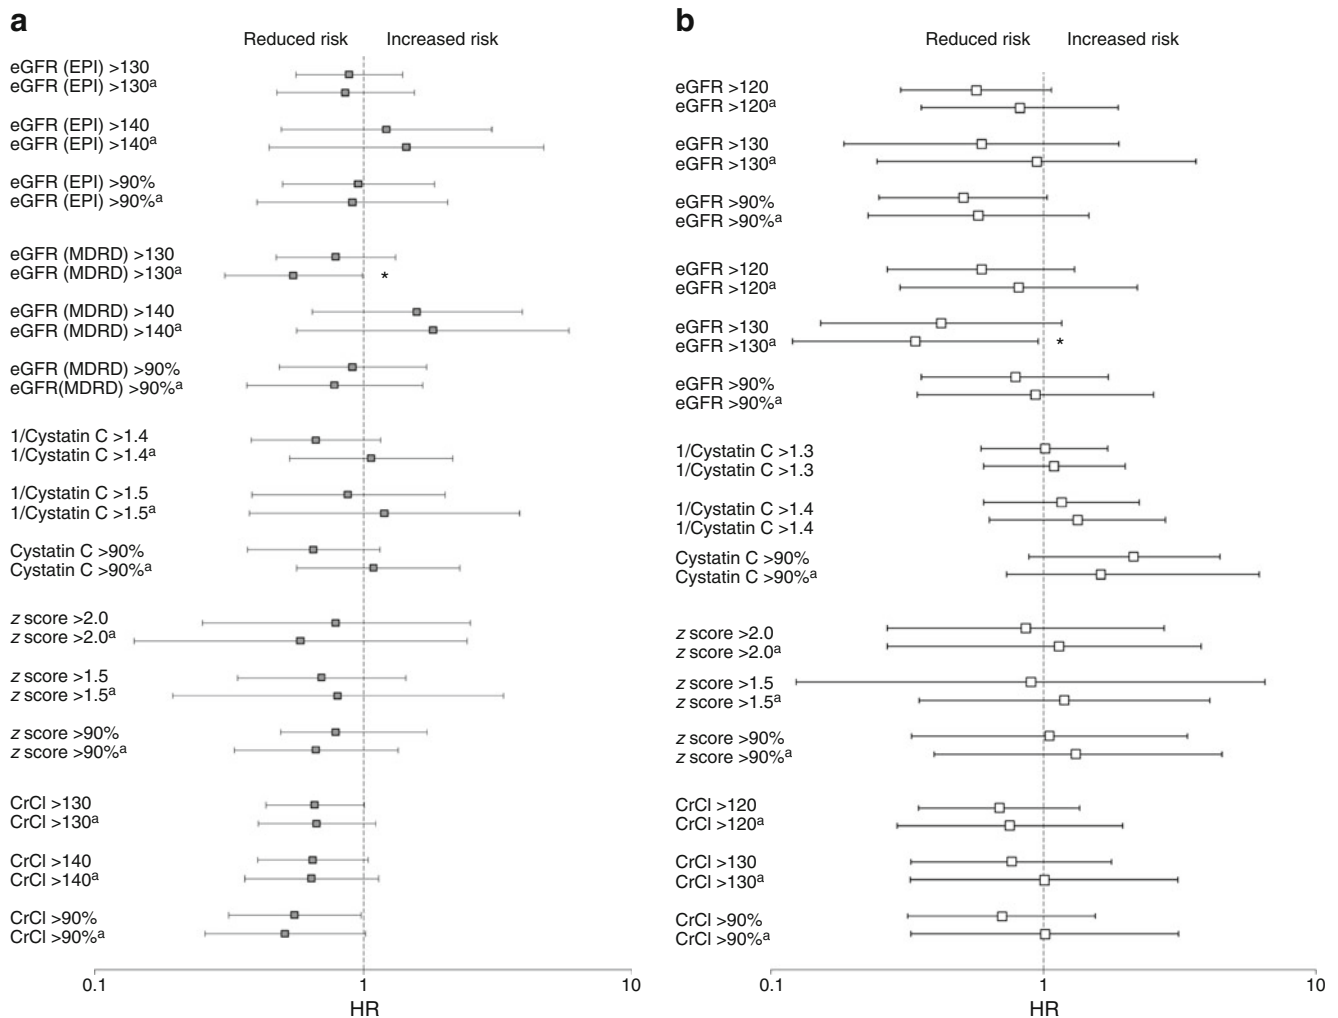 a
Reduced risk Increased risk
eGFR (EPI) >130
eGFR (EPI) >130ª
eGFR (EPI) >140
eGFR (EPI) >140ª
eGFR (EPI) >90%
eGFR (EPI) >90%ª
eGFR (MDRD) >130
eGFR (MDRD) >130ª *
eGFR (MDRD) >140
eGFR (MDRD) >140ª
eGFR (MDRD) >90%
eGFR(MDRD) >90%ª
1/Cystatin C >1.4
1/Cystatin C >1.4ª
1/Cystatin C >1.5
1/Cystatin C >1.5ª
Cystatin C >90%
Cystatin C >90%ª
z score >2.0
z score >2.0ª
z score >1.5
z score >1.5ª
z score >90%
z score >90%ª
CrCl >130
CrCl >130ª
CrCl >140
CrCl >140ª
CrCl >90%
CrCl >90%ª
0.1 1 10
HR
b
Reduced risk Increased risk
eGFR >120
eGFR >120ª
eGFR >130
eGFR >130ª
eGFR >90%
eGFR >90%ª
eGFR >120
eGFR >120ª
eGFR >130
eGFR >130ª *
eGFR >90%
eGFR >90%ª
1/Cystatin C >1.3
1/Cystatin C >1.3
1/Cystatin C >1.4
1/Cystatin C >1.4
Cystatin C >90%
Cystatin C >90%ª
z score >2.0
z score >2.0ª
z score >1.5
z score >1.5ª
z score >90%
z score >90%ª
CrCl >120
CrCl >120ª
CrCl >130
CrCl >130ª
CrCl >90%
CrCl >90%ª
0.1 1 10
HR